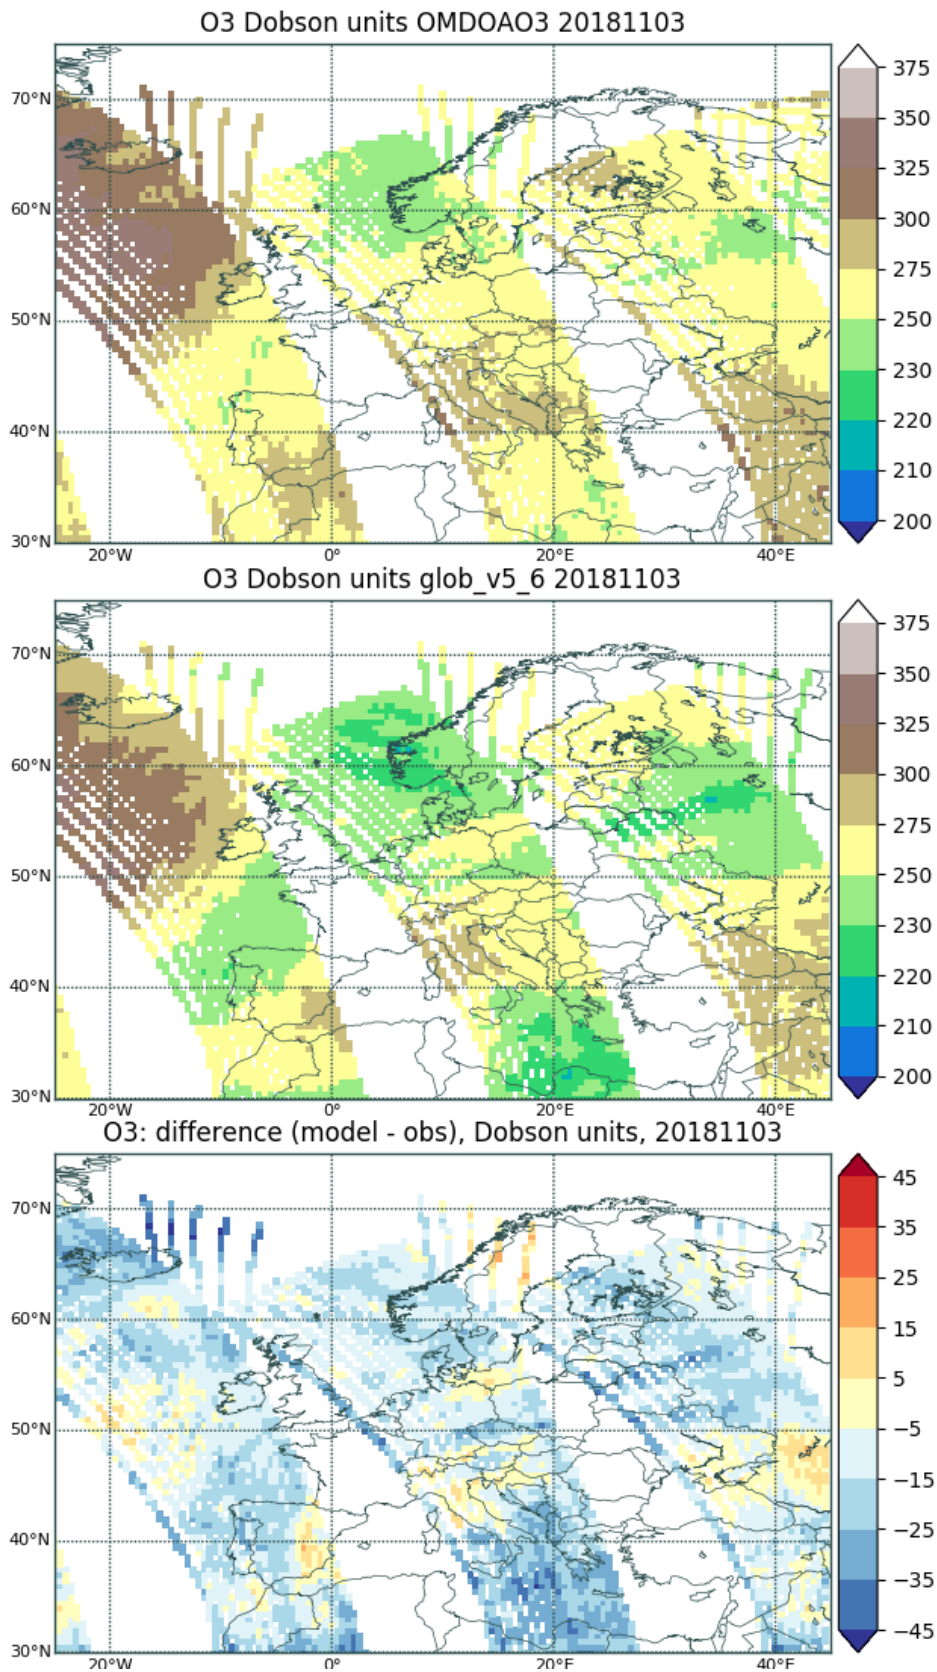 O3 Dobson units OMDOAO3 20181103
70°N
60°N
50°N
40°N
30°N
20°W 0° 20°E 40°E
375
350
325
300
275
250
230
220
210
200
O3 Dobson units glob_v5_6 20181103
70°N
60°N
50°N
40°N
30°N
20°W 0° 20°E 40°E
375
350
325
300
275
250
230
220
210
200
O3: difference (model - obs), Dobson units, 20181103
70°N
60°N
50°N
40°N
30°N
20°W 0° 20°E 40°E
45
35
25
15
5
−5
−15
−25
−35
−45